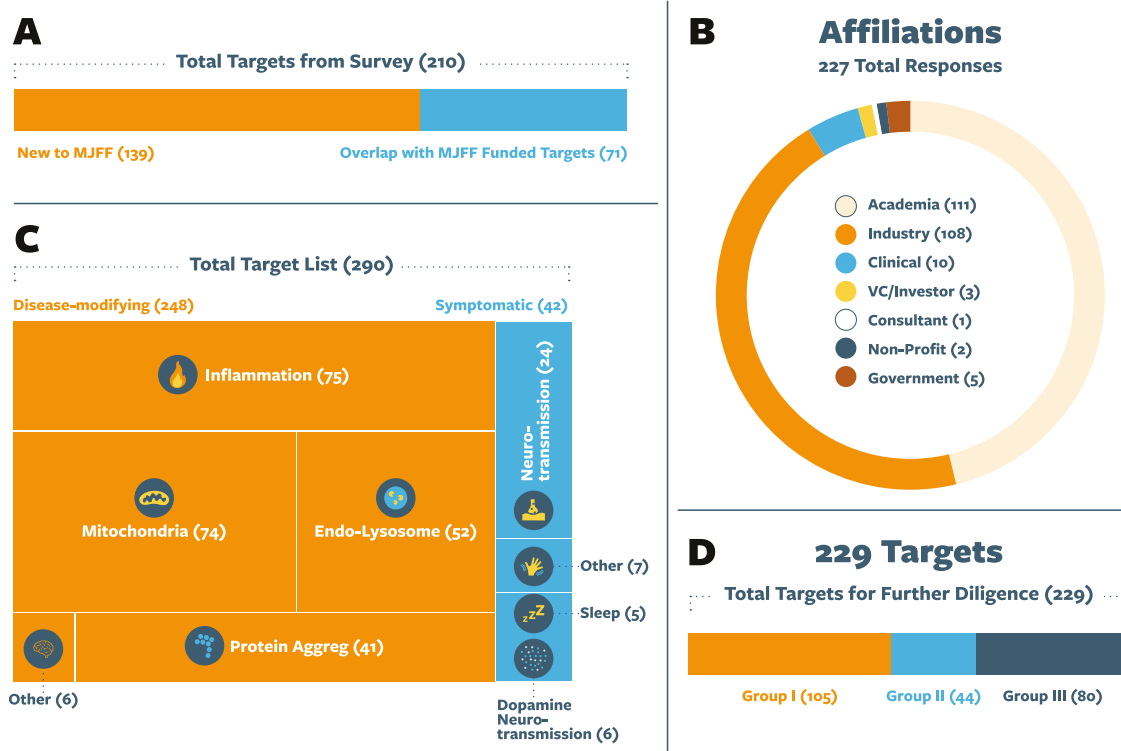 A
Total Targets from Survey (210)
New to MJFF (139)
Overlap with MJFF Funded Targets (71)
B
Affiliations
227 Total Responses
Academia (111)
Industry (108)
Clinical (10)
VC/Investor (3)
Consultant (1)
Non-Profit (2)
Government (5)
C
Total Target List (290)
Disease-modifying (248)
Symptomatic (42)
Inflammation (75)
Mitochondria (74)
Endo-Lysosome (52)
Other (6)
Protein Aggreg (41)
Neuro-
transmission (24)
Other (7)
zzZ
Sleep (5)
Dopamine
Neuro-
transmission (6)
D
229 Targets
Total Targets for Further Diligence (229)
Group I (105)
Group II (44)
Group III (80)